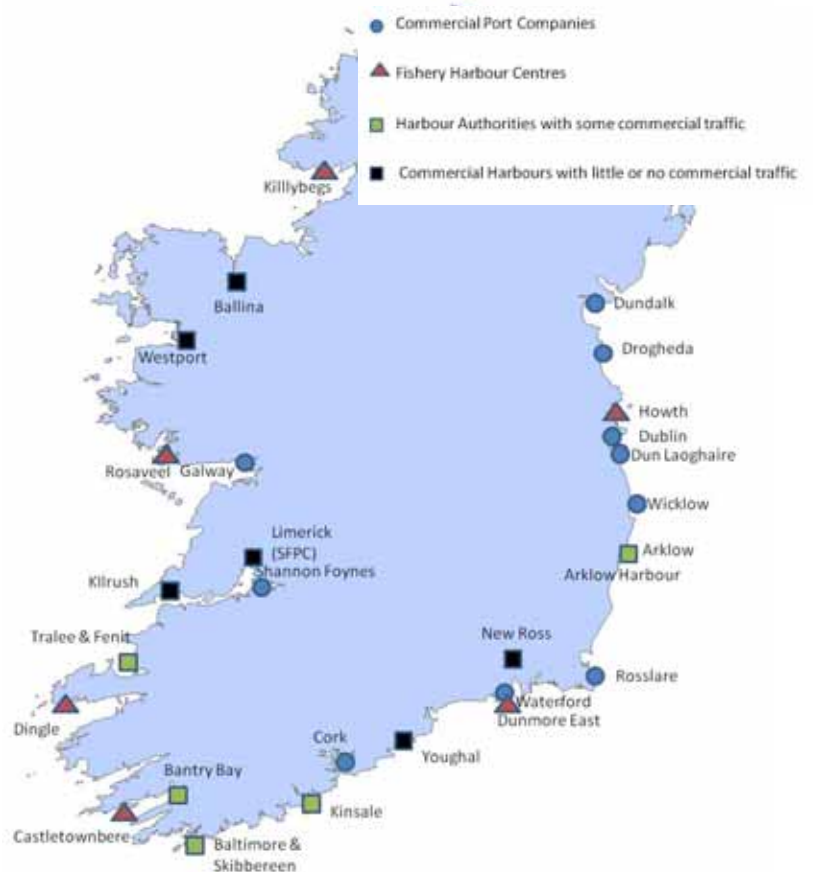 Commercial Port Companies
Fishery Harbour Centres
Harbour Authorities with some commercial traffic
Commercial Harbours with little or no commercial traffic
Killlybegs
Ballina
Dundalk
Westport
Drogheda
Howth
Dublin
Dun Laoghaire
Rosaveel
Galway
Wicklow
Limerick
(SFPC)
Shannon Foynes
Arklow
Arklow Harbour
KIlrush
Tralee & Fenit
New Ross
Rosslare
Waterford
Dunmore East
Dingle
Cork
Youghal
Bantry Bay
Kinsale
Castletownbere
Baltimore &
Skibbereen